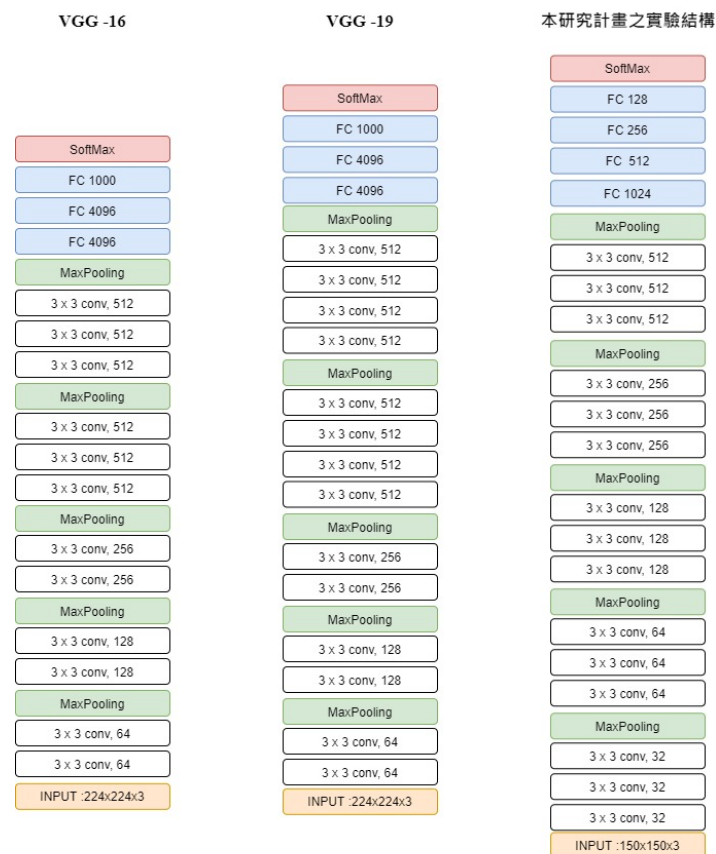 VGG -16
SoftMax
FC 1000
FC 4096
FC 4096
MaxPooling
3 x 3 conv, 512
3 x 3 conv, 512
3 x 3 conv, 512
MaxPooling
3 x 3 conv, 512
3 x 3 conv, 512
3 x 3 conv, 512
MaxPooling
3 x 3 conv, 256
3 x 3 conv, 256
MaxPooling
3 x 3 conv, 128
3 x 3 conv, 128
MaxPooling
3 x 3 conv, 64
3 x 3 conv, 64
INPUT :224x224x3
VGG -19
SoftMax
FC 1000
FC 4096
FC 4096
MaxPooling
3 x 3 conv, 512
3 x 3 conv, 512
3 x 3 conv, 512
3 x 3 conv, 512
MaxPooling
3 x 3 conv, 512
3 x 3 conv, 512
3 x 3 conv, 512
3 x 3 conv, 512
MaxPooling
3 x 3 conv, 256
3 x 3 conv, 256
MaxPooling
3 x 3 conv, 128
3 x 3 conv, 128
MaxPooling
3 x 3 conv, 64
3 x 3 conv, 64
INPUT :224x224x3
本研究計畫之實驗結構
SoftMax
FC 128
FC 256
FC 512
FC 1024
MaxPooling
3 x 3 conv, 512
3 x 3 conv, 512
3 x 3 conv, 512
MaxPooling
3 x 3 conv, 256
3 x 3 conv, 256
3 x 3 conv, 256
MaxPooling
3 x 3 conv, 128
3 x 3 conv, 128
3 x 3 conv, 128
MaxPooling
3 x 3 conv, 64
3 x 3 conv, 64
3 x 3 conv, 64
MaxPooling
3 x 3 conv, 32
3 x 3 conv, 32
3 x 3 conv, 32
INPUT :150x150x3